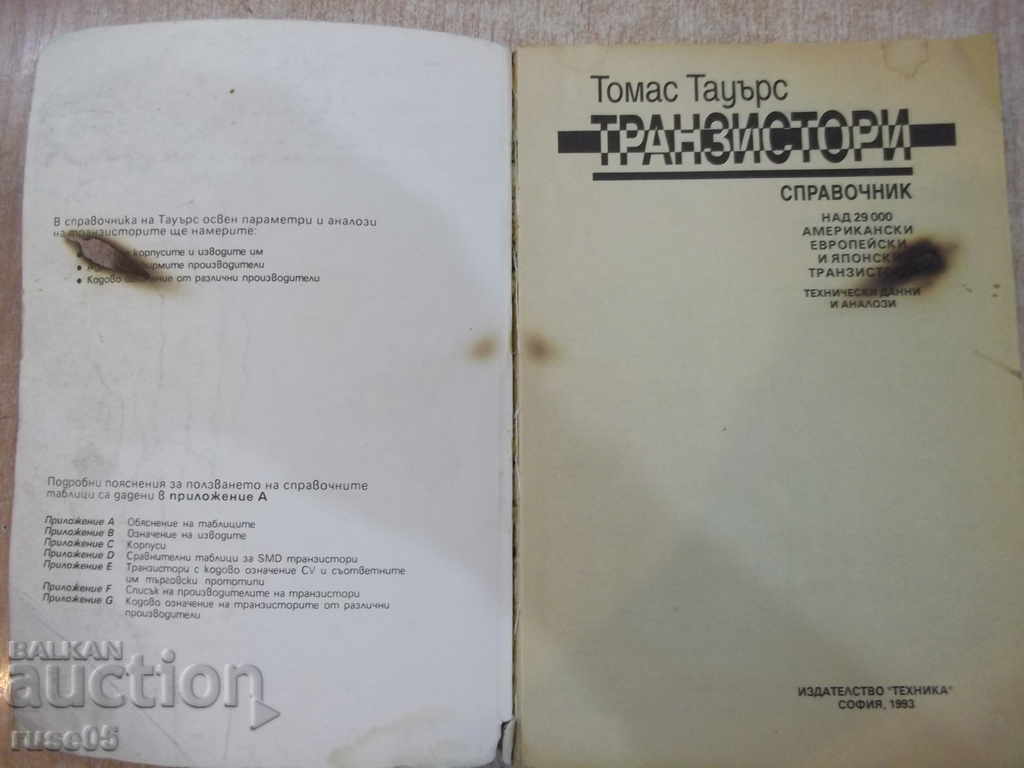 В справочника на Тауърс освен параметри и аналози
на транзисторите ще намерите:
корпусите и изводите им
производители
● Кодово от различни производители
Подробни пояснения за ползването на справочните
таблици са дадени в приложение А
Приложение A Обяснение на таблиците
Приложение B Означение на изводите
Приложение C Корпуси
Приложение D Сравнителни таблици за SMD транзистори
Приложение E Транзистори с кодово означение CV и съответните
им търговски прототипи
Приложение F Списък на производителите на транзистори
Приложение G Кодово означение на транзисторите от различни
производители
Томас Тауърс
ТРАНЗИСТОРИ
СПРАВОЧНИК
НАД 29 000
АМЕРИКАНСКИ
ЕВРОПЕЙСКИ
И ЯПОНСКИ
ТРАНЗИСТОРА
ТЕХНИЧЕСКИ ДАННИ
И АНАЛОЗИ
ИЗДАТЕЛСТВО "ТЕХНИКА"
СОФИЯ, 1993
BALKAN
auction
ruse05